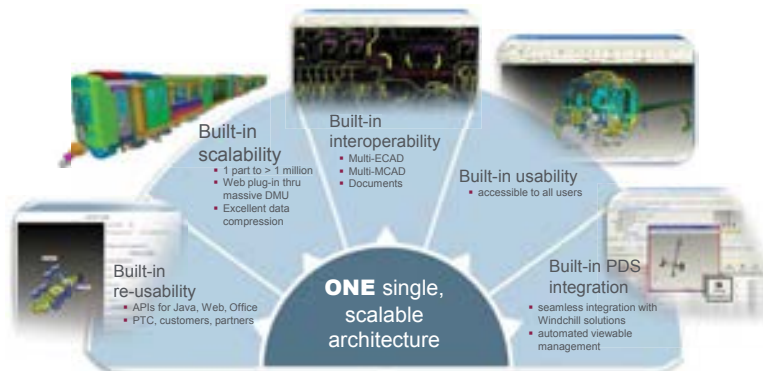 Built-in
scalability
1 part to > 1 million
Web plug-in thru
massive DMU
Excellent data
compression
Built-in
interoperability
Multi-ECAD
Multi-MCAD
Documents
Built-in usability
accessible to all users
Built-in
re-usability
APIs for Java, Web, Office
PTC, customers, partners
Built-in PDS
integration
seamless integration with
Windchill solutions
automated viewable
management
ONE single,
scalable
architecture